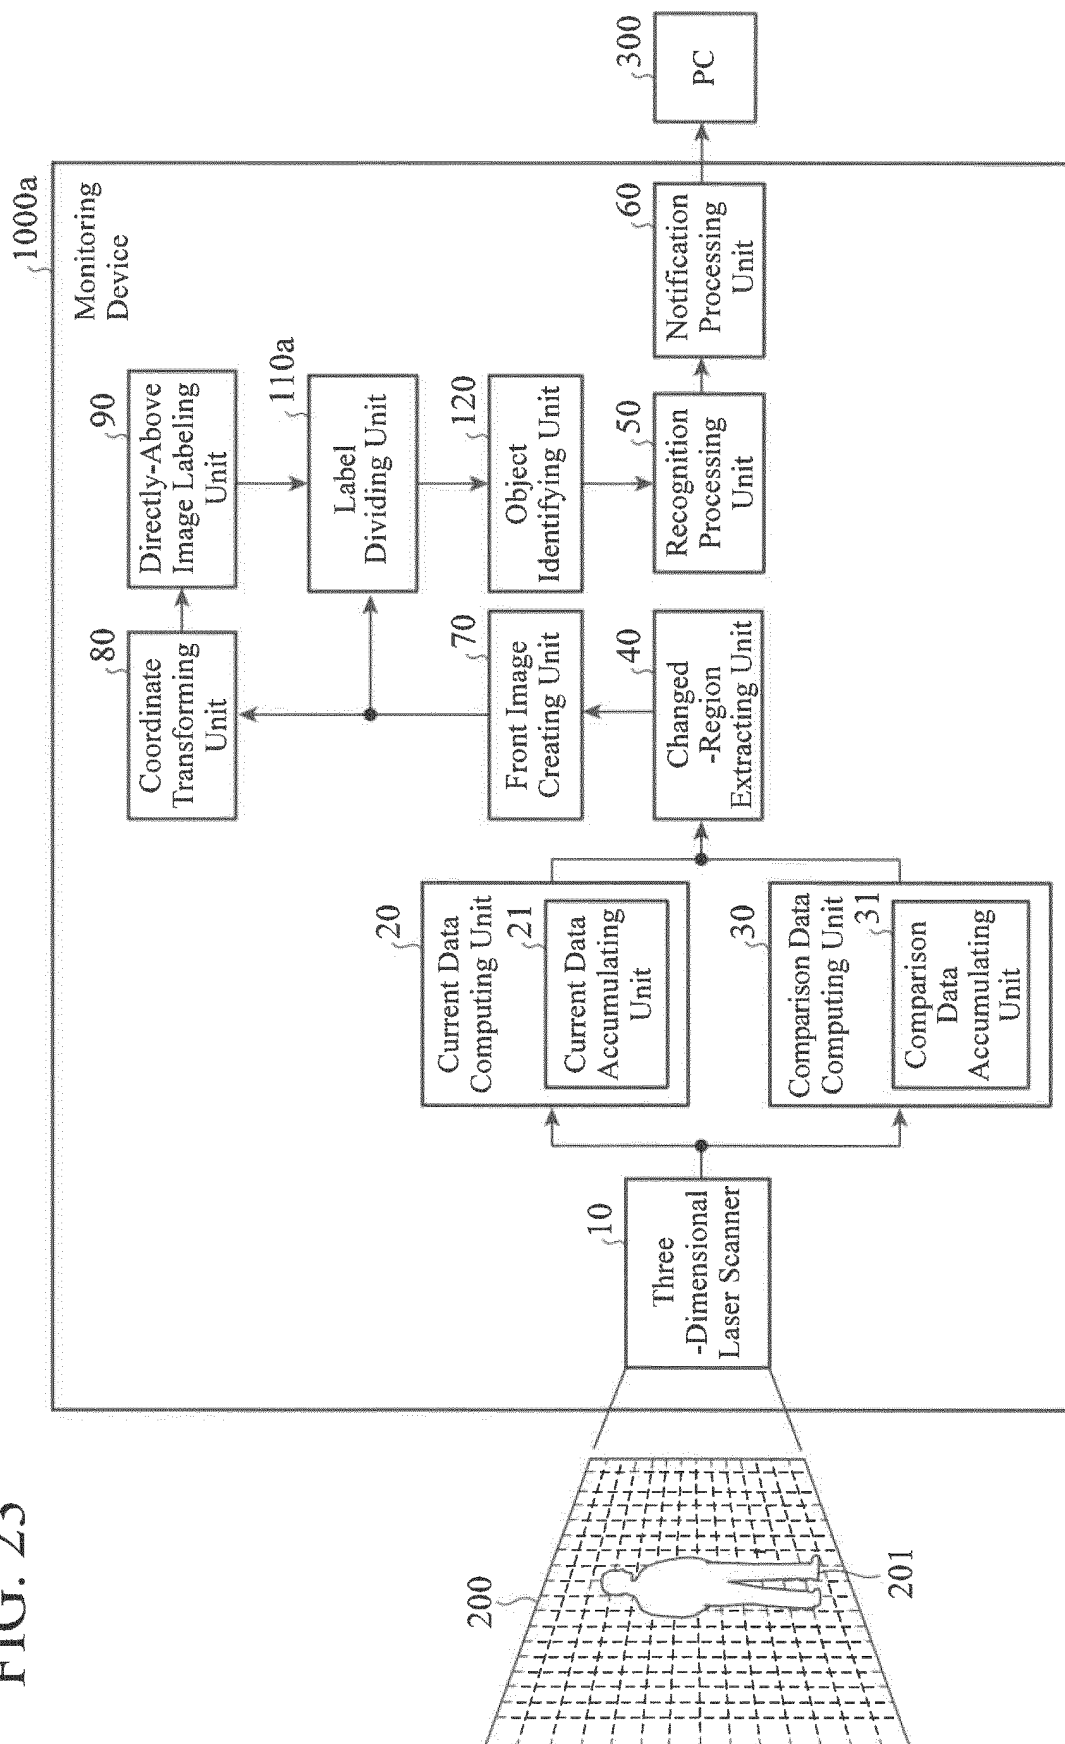 FIG. 23
1000a
Monitoring
Device
80
Coordinate
Transforming
Unit
90
Directly-Above
Image Labeling
Unit
110a
Label
Dividing Unit
70
Front Image
Creating Unit
120
Object
Identifying Unit
20
Current Data
Computing Unit
21
Current Data
Accumulating
Unit
40
Changed
-Region
Extracting Unit
50
Recognition
Processing
Unit
60
Notification
Processing
Unit
300
PC
10
Three
-Dimensional
Laser Scanner
30
Comparison Data
Computing Unit
31
Comparison
Data
Accumulating
Unit
200
201